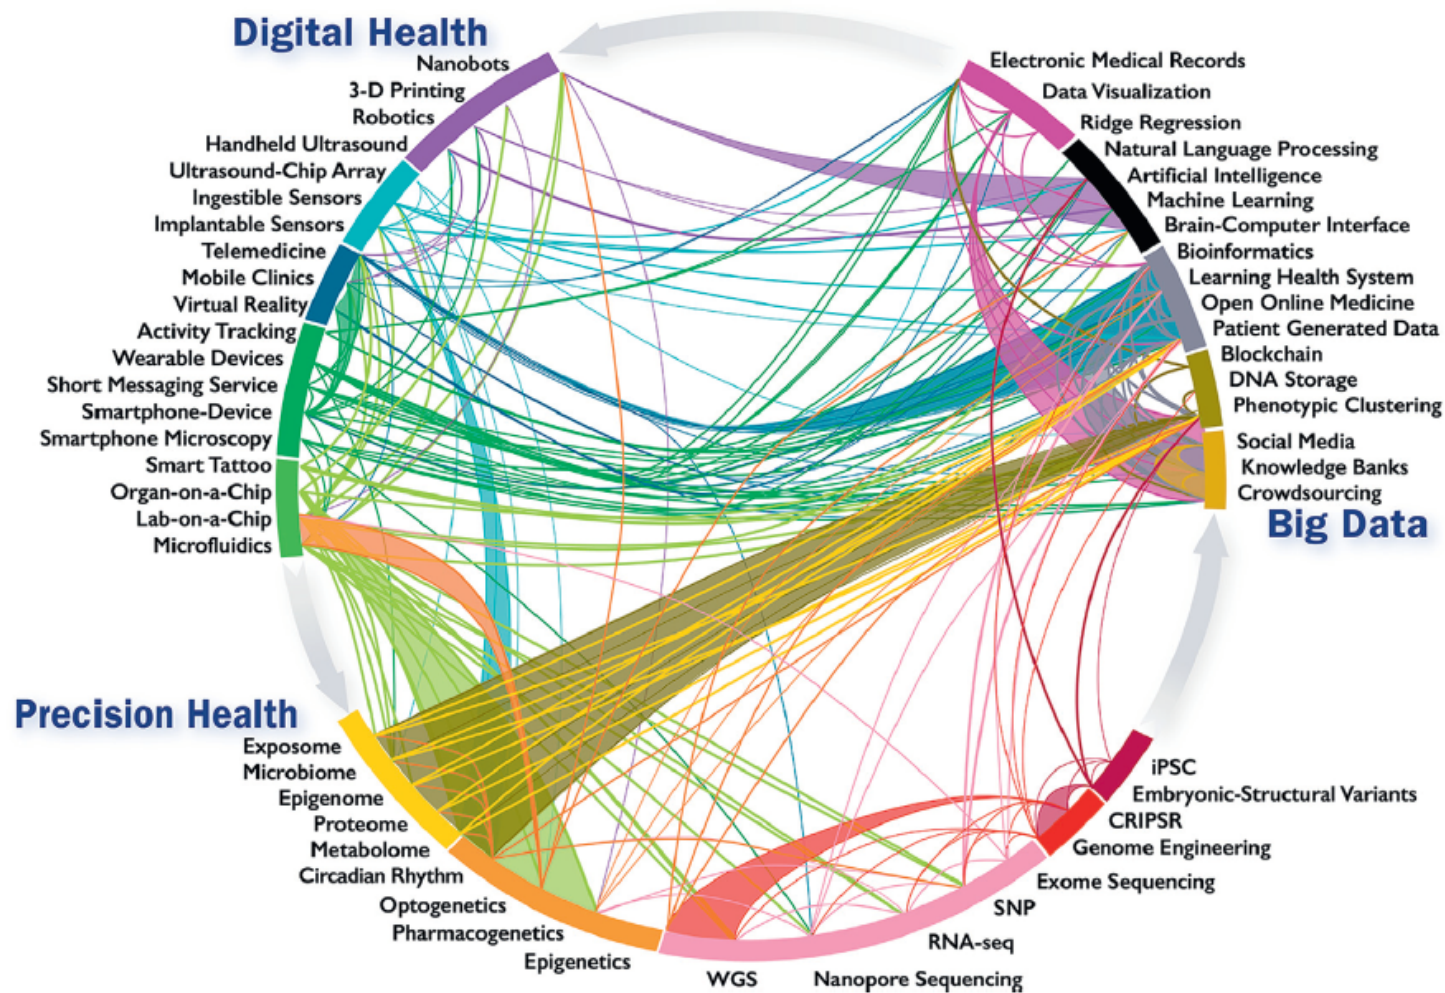 Digital Health
Nanobots
3-D Printing
Robotics
Handheld Ultrasound
Ultrasound-Chip Array
Ingestible Sensors
Implantable Sensors
Telemedicine
Mobile Clinics
Virtual Reality
Activity Tracking
Wearable Devices
Short Messaging Service
Smartphone-Device
Smartphone Microscopy
Smart Tattoo
Organ-on-a-Chip
Lab-on-a-Chip
Microfluidics
Electronic Medical Records
Data Visualization
Ridge Regression
Natural Language Processing
Artificial Intelligence
Machine Learning
Brain-Computer Interface
Bioinformatics
Learning Health System
Open Online Medicine
Patient Generated Data
Blockchain
DNA Storage
Phenotypic Clustering
Social Media
Knowledge Banks
Crowdsourcing
Big Data
Precision Health
Exposome
Microbiome
Epigenome
Proteome
Metabolome
Circadian Rhythm
Optogenetics
Pharmacogenetics
Epigenetics
WGS
Nanopore Sequencing
RNA-seq
SNP
Exome Sequencing
Genome Engineering
CRIPSR
Embryonic-Structural Variants
iPSC